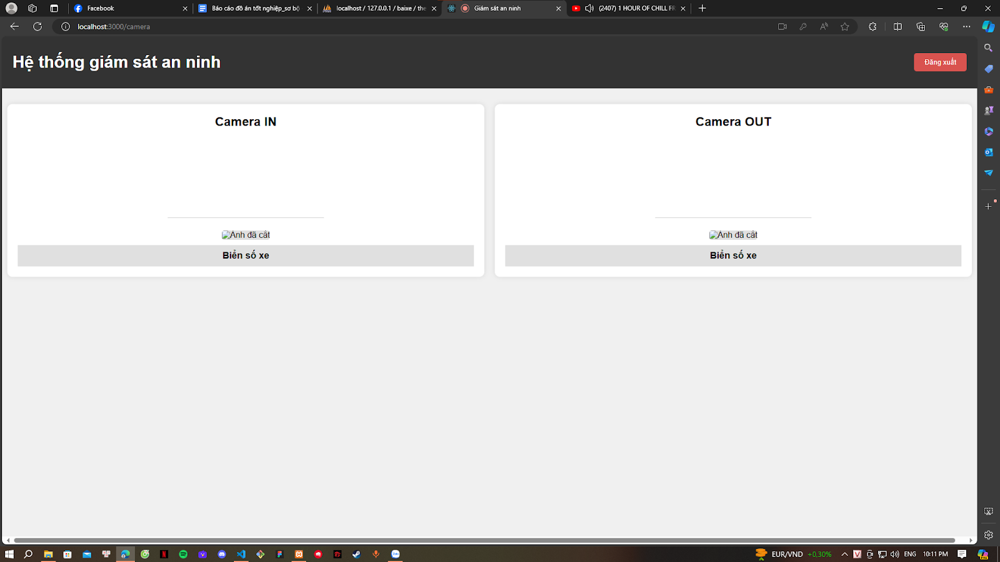 Facebook
Báo cáo đồ án tốt nghiệp_sơ bộ
localhost / 127.0.0.1 / baixe / the
Giám sát an ninh
(2407) 1 HOUR OF CHILL FR
localhost:3000/camera
Hệ thống giám sát an ninh
Đăng xuất
Camera IN
Camera OUT
Ảnh đã cắt
Ảnh đã cắt
Biển số xe
Biển số xe
EUR/VND +0,30%
ENG
10:11 PM